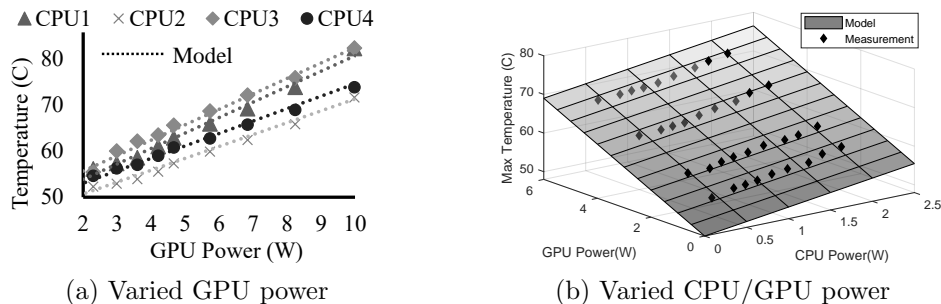 CPU1 CPU2 CPU3 CPU4
Model
Temperature (C)
80
70
60
50
2 3 4 5 6 7 8 9 10
GPU Power (W)
(a) Varied GPU power
Model
Measurement
Max Temperature (C)
80
70
60
50
6
4
2
0
GPU Power(W)
0
0.5
1
1.5
2
2.5
CPU Power(W)
(b) Varied CPU/GPU power